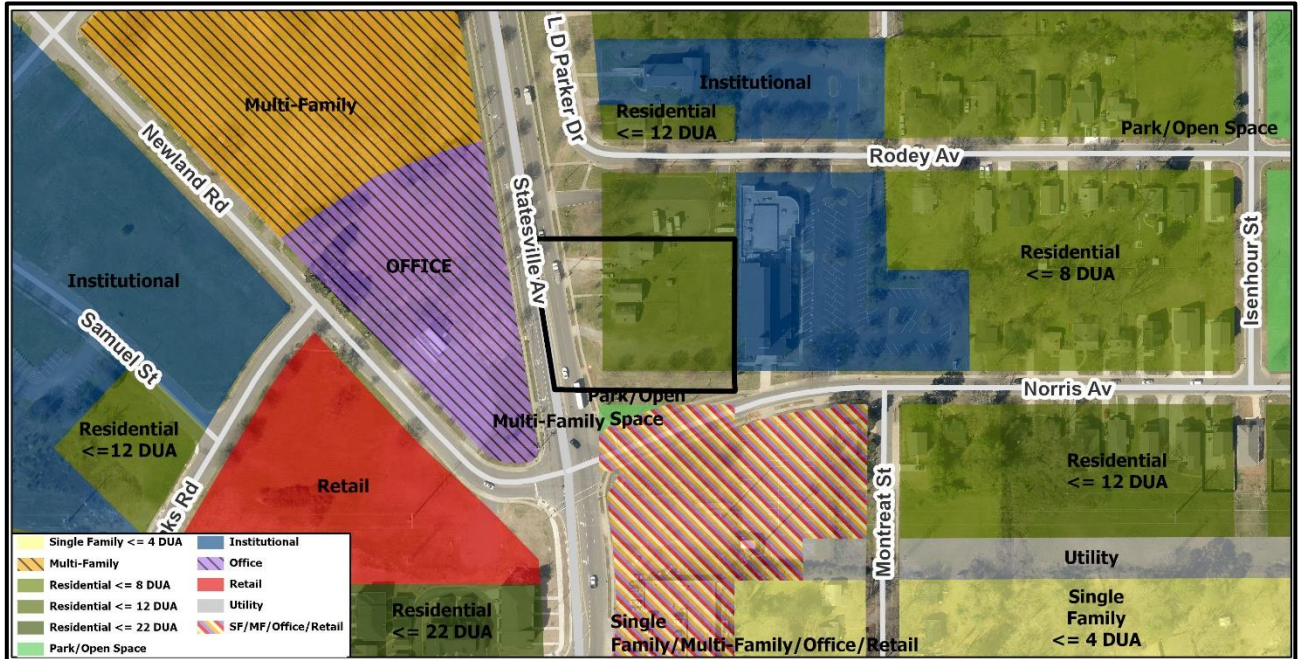 L D Parker Dr
Institutional
Multi-Family
Residential
<= 12 DUA
Park/Open Space
Newland Rd
Rodey Av
Statesville Av
OFFICE
Institutional
Residential
<= 8 DUA
Isenhour St
Samuel St
Norris Av
Park/Open
Space
Multi-Family
Residential
<=12 DUA
Residential
<= 12 DUA
Retail
Montreat St
ks Rd
Utility
Residential
<= 22 DUA
Single
Family/Multi-Family/Office/Retail
Single
Family
<= 4 DUA
Single Family <= 4 DUA
Multi-Family
Residential <= 8 DUA
Residential <= 12 DUA
Residential <= 22 DUA
Park/Open Space
Institutional
Office
Retail
Utility
SF/MF/Office/Retail